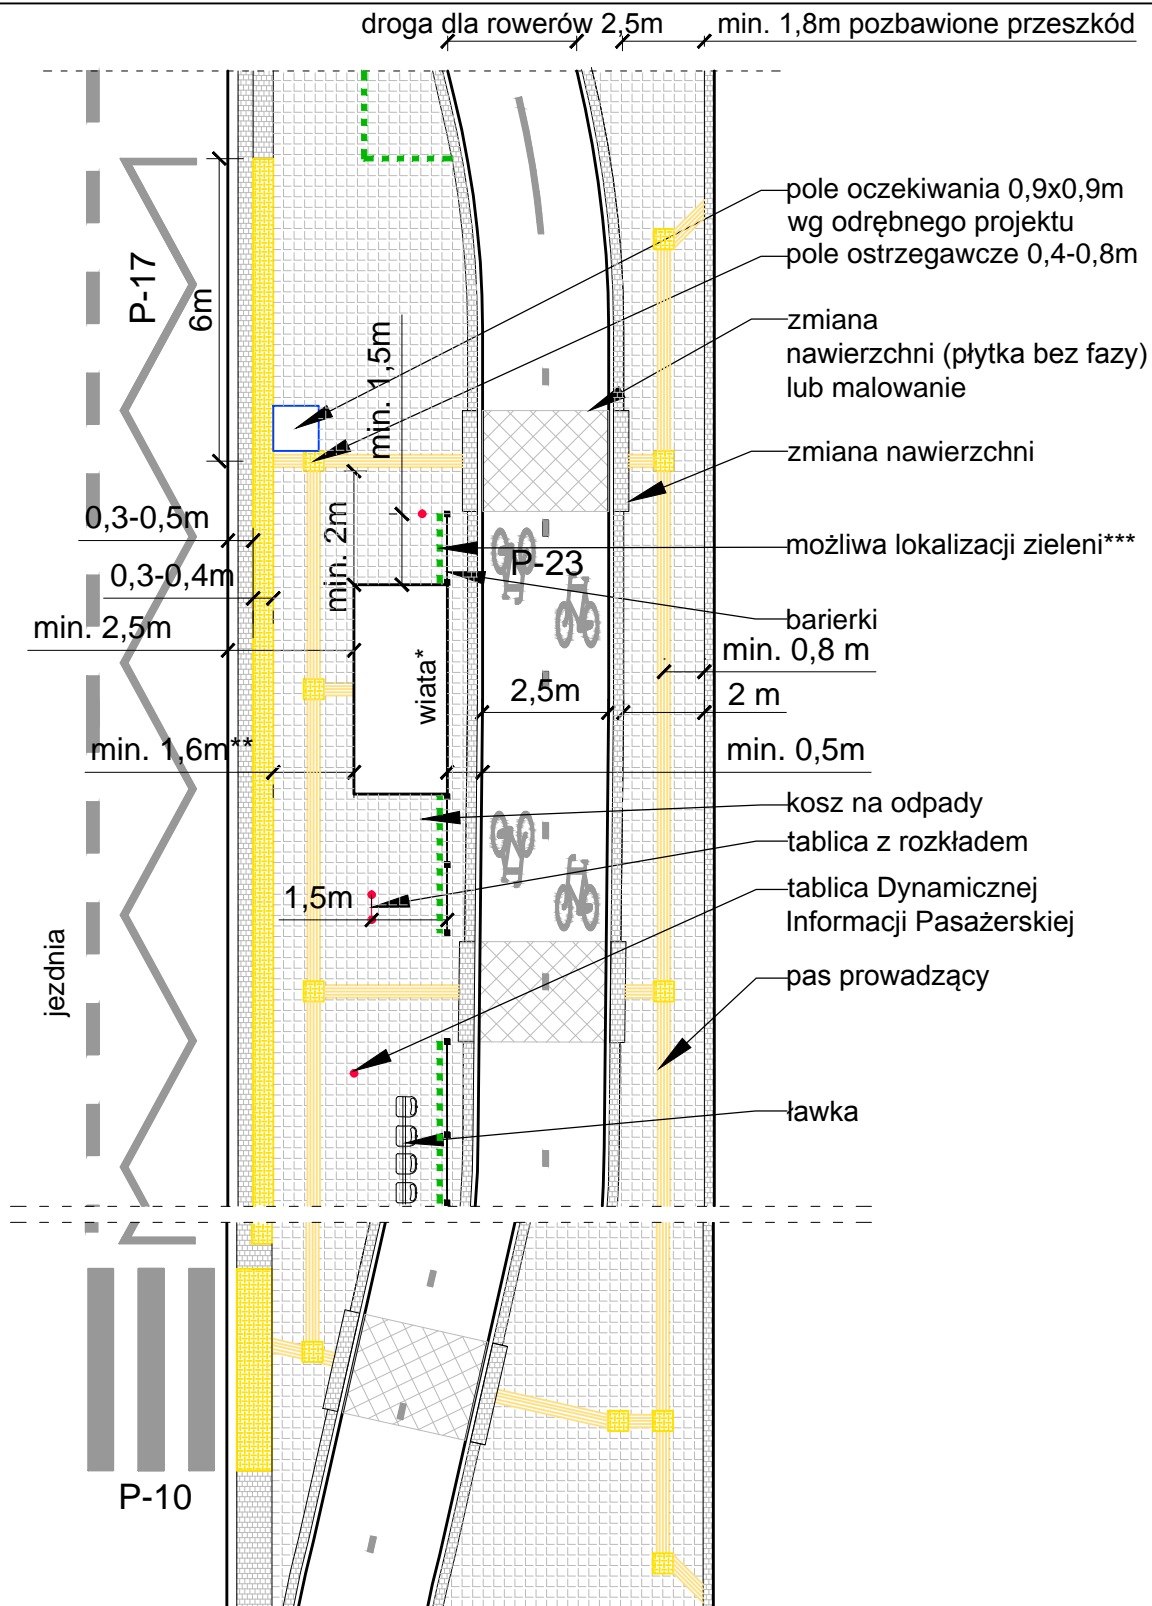 droga dla rowerów 2,5m
min. 1,8m pozbawione przeszkód
pole oczekiwania 0,9x0,9m
wg odrębnego projektu
pole ostrzegawcze 0,4-0,8m
P-17
6m
min. 1,5m
zmiana
nawierzchni (płytka bez fazy)
lub malowanie
zmiana nawierzchni
0,3-0,5m
min. 2m
P-23
możliwa lokalizacji zieleni***
0,3-0,4m
barierki
min. 2,5m
min. 0,8 m
wiata*
2,5m
2 m
min. 1,6m**
min. 0,5m
kosz na odpady
tablica z rozkładem
1,5m
tablica Dynamicznej
Informacji Pasażerskiej
jezdnia
pas prowadzący
ławka
P-10